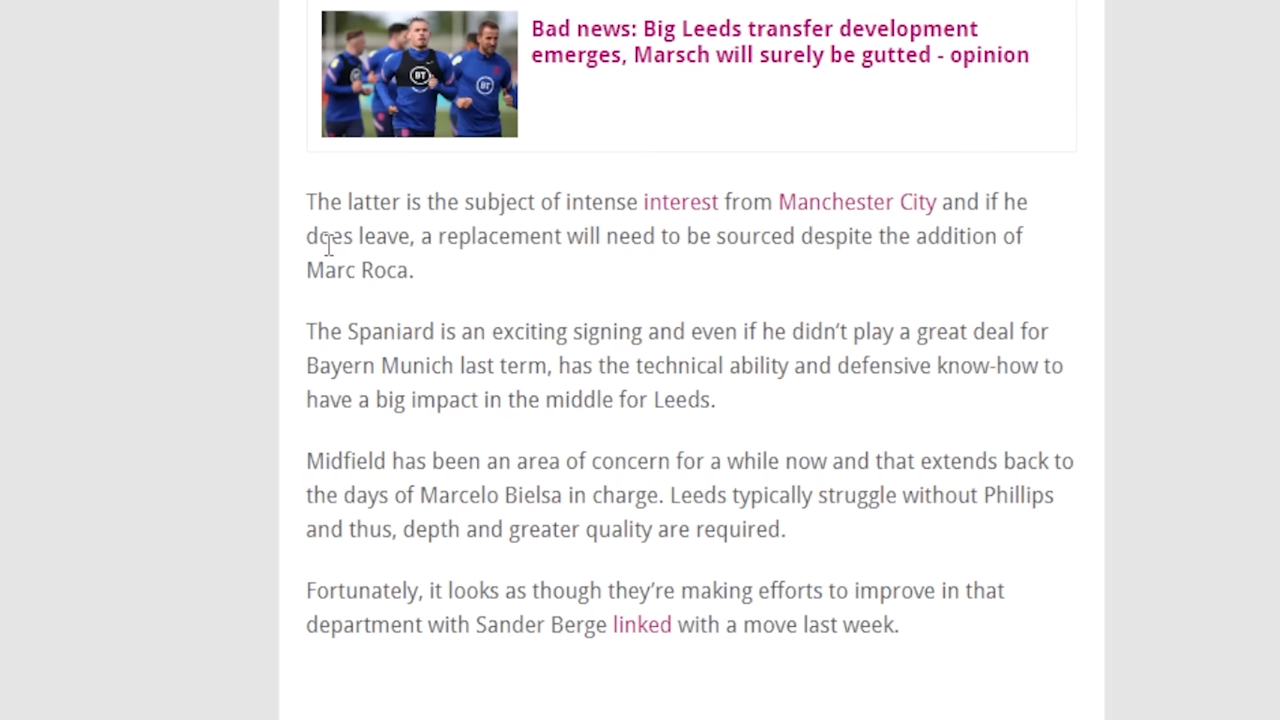 Bad news: Big Leeds transfer development
emerges, Marsch will surely be gutted - opinion
BT
BT
The latter is the subject of intense interest from Manchester City and if he
does leave, a replacement will need to be sourced despite the addition of
Marc Roca.
The Spaniard is an exciting signing and even if he didn’t play a great deal for
Bayern Munich last term, has the technical ability and defensive know-how to
have a big impact in the middle for Leeds.
Midfield has been an area of concern for a while now and that extends back to
the days of Marcelo Bielsa in charge. Leeds typically struggle without Phillips
and thus, depth and greater quality are required.
Fortunately, it looks as though they’re making efforts to improve in that
department with Sander Berge linked with a move last week.